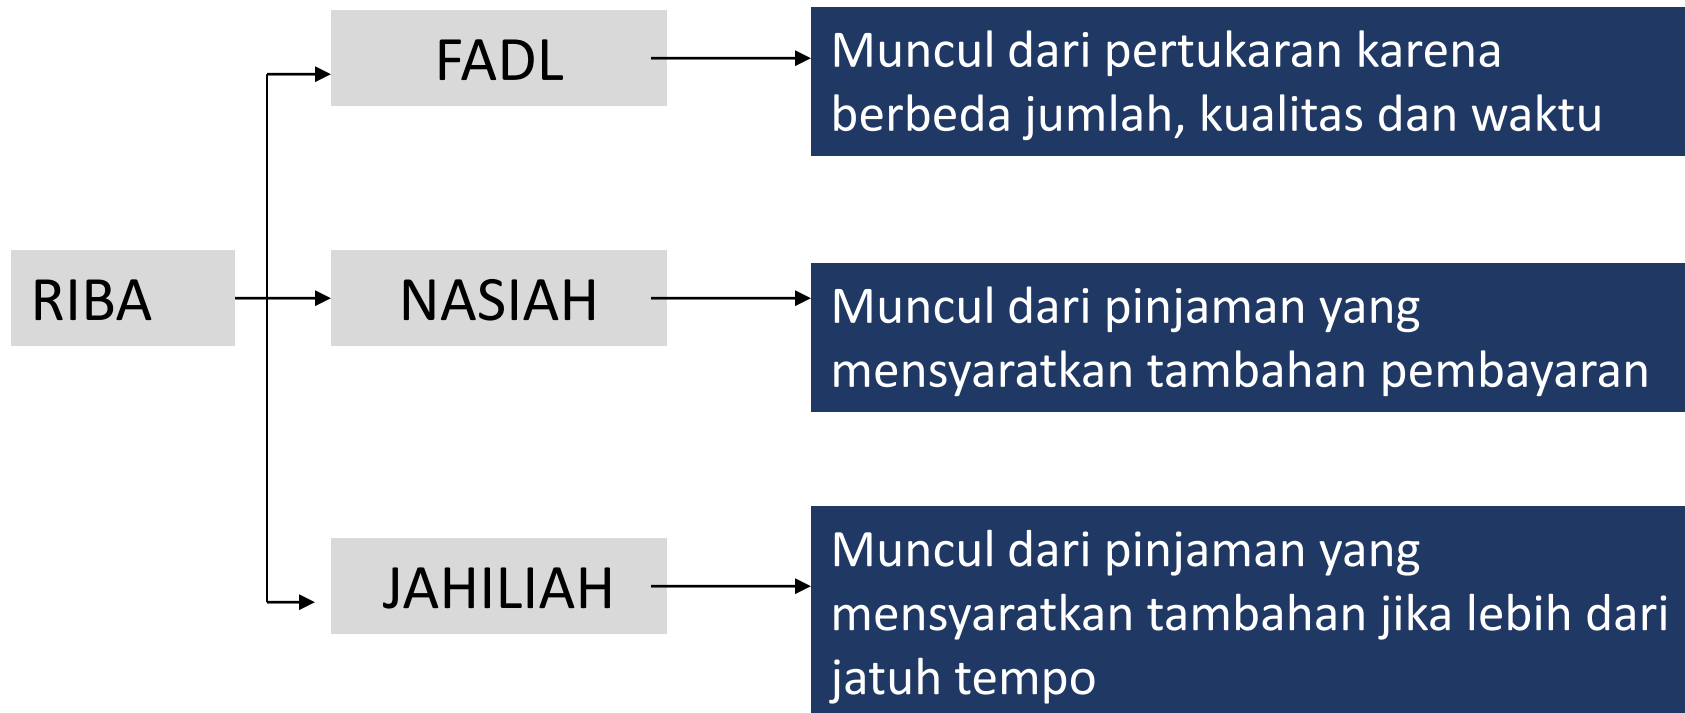 FADL
Muncul dari pertukaran karena
berbeda jumlah, kualitas dan waktu
RIBA
NASIAH
Muncul dari pinjaman yang
mensyaratkan tambahan pembayaran
JAHILIAH
Muncul dari pinjaman yang
mensyaratkan tambahan jika lebih dari
jatuh tempo